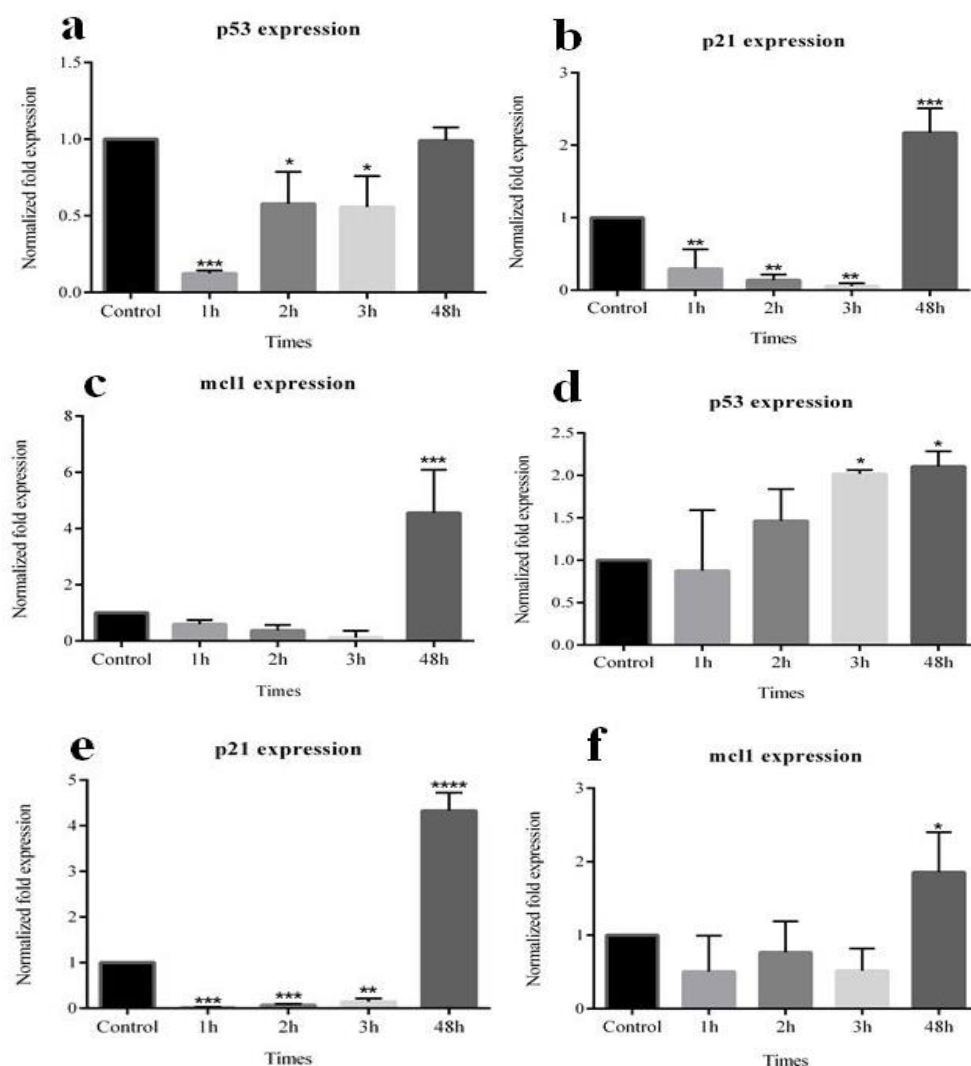 a
p53 expression
Normalized fold expression
1.5
1.0
0.5
0.0
***
*
*
Control 1h 2h 3h 48h
Times
b
p21 expression
Normalized fold expression
3
2
1
0
**
**
**
***
Control 1h 2h 3h 48h
Times
c
mcl1 expression
Normalized fold expression
8
6
4
2
0
***
Control 1h 2h 3h 48h
Times
d
p53 expression
Normalized fold expression
2.5
2.0
1.5
1.0
0.5
0.0
*
*
Control 1h 2h 3h 48h
Times
e
p21 expression
Normalized fold expression
5
4
3
2
1
0
***
***
**
****
Control 1h 2h 3h 48h
Times
f
mcl1 expression
Normalized fold expression
3
2
1
0
*
Control 1h 2h 3h 48h
Times